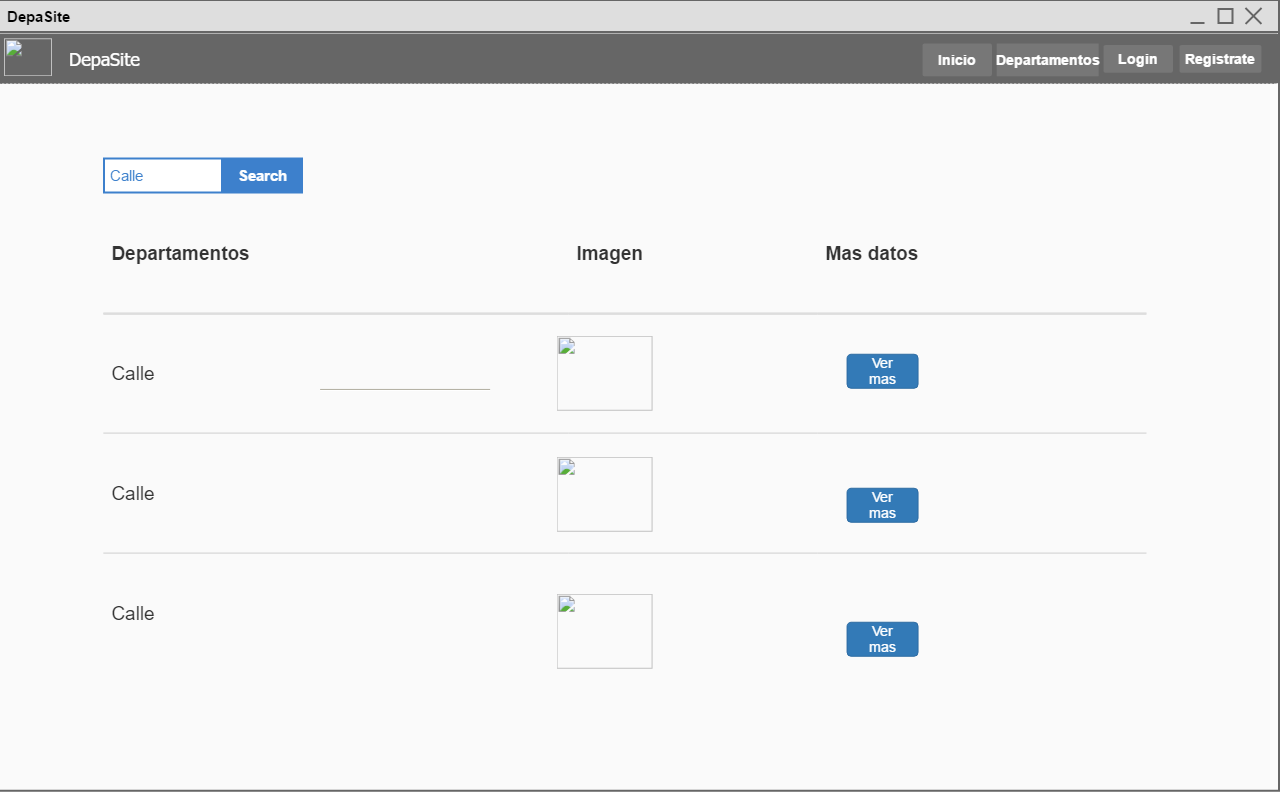 DepaSite
DepaSite Inicio Departamentos Login Registrate
Calle Search
Departamentos Imagen Mas datos
Calle
Ver
mas
Calle
Ver
mas
Calle
Ver
mas